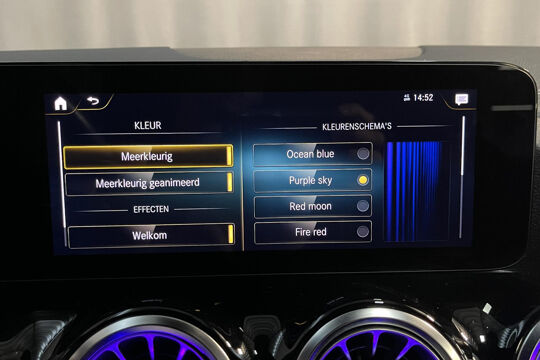 14:52
KLEUR
Meerkleurig
Meerkleurig geanimeerd
EFFECTEN
Welkom
KLEURENSCHEMA'S
Ocean blue
Purple sky
Red moon
Fire red